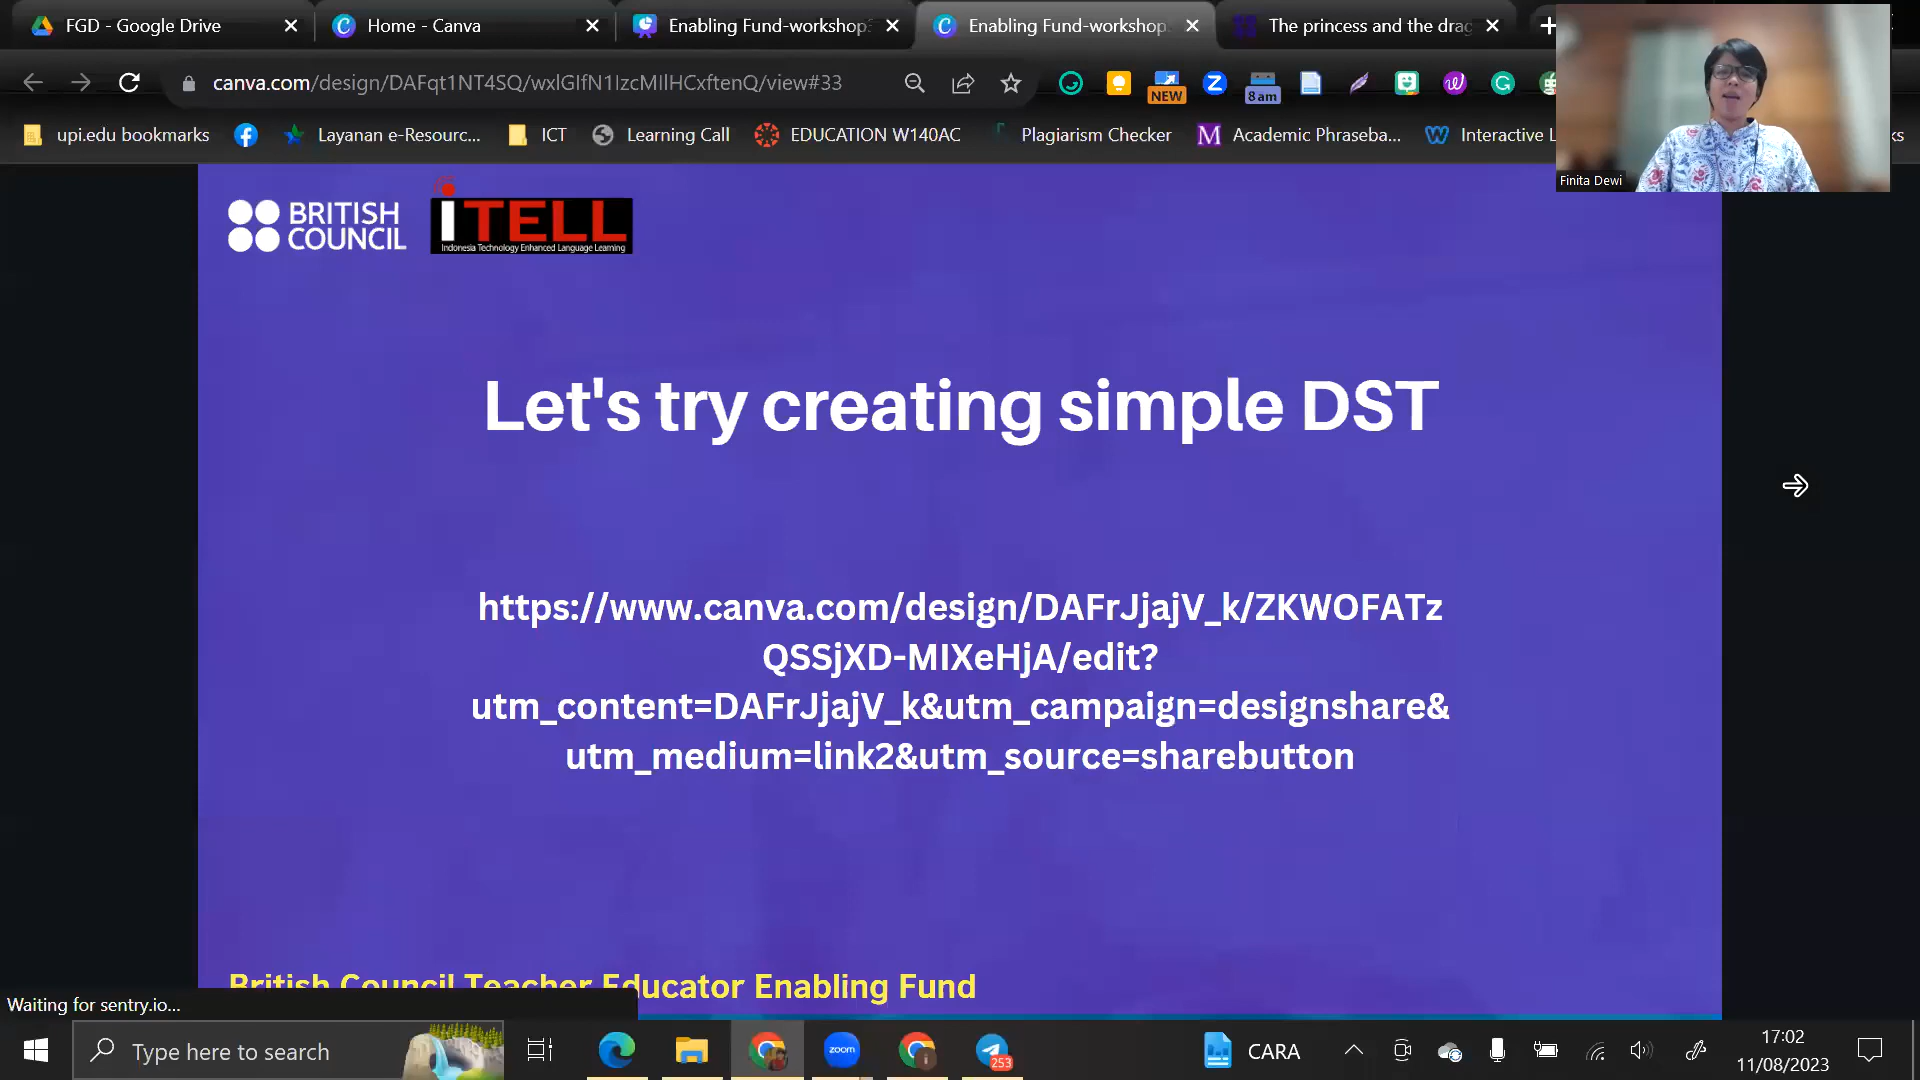 FGD - Google Drive
Home - Canva
Enabling Fund-workshop
Enabling Fund-workshop
The princess and the drag
canva.com/design/DAFqt1NT4SQ/wxlGIfN1IzcMIlHCxftenQ/view#33
NEW
8am
upi.edu bookmarks
Layanan e-Resourc...
ICT
Learning Call
EDUCATION W140AC
Plagiarism Checker
Academic Phraseba...
Interactive L
ks
Finita Dewi
BRITISH
COUNCIL
iTELL
Indonesia Technology Enhanced Language Learning
Let's try creating simple DST
https://www.canva.com/design/DAFrJjajV_k/ZKWOFATz
QSSjXD-MIXeHjA/edit?
utm_content=DAFrJjajV_k&utm_campaign=designshare&
utm_medium=link2&utm_source=sharebutton
British Council Teacher Educator Enabling Fund
Waiting for sentry.io...
Type here to search
zoom
253
CARA
17:02
11/08/2023